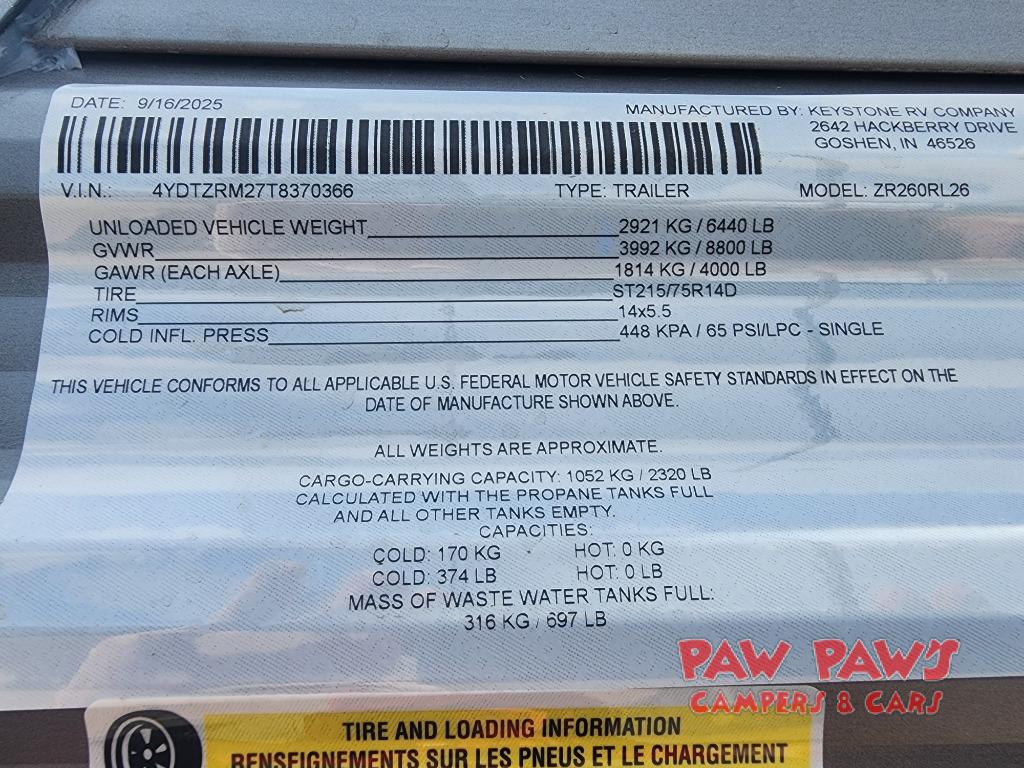 DATE: 9/16/2025
MANUFACTURED BY: KEYSTONE RV COMPANY
2642 HACKBERRY DRIVE
GOSHEN, IN 46526
V.I.N.: 4YDTZRM27T8370366 TYPE: TRAILER MODEL: ZR260RL26
UNLOADED VEHICLE WEIGHT 2921 KG / 6440 LB
GVWR 3992 KG / 8800 LB
GAWR (EACH AXLE) 1814 KG / 4000 LB
TIRE ST215/75R14D
RIMS 14x5.5
COLD INFL. PRESS 448 KPA / 65 PSI/LPC - SINGLE
THIS VEHICLE CONFORMS TO ALL APPLICABLE U.S. FEDERAL MOTOR VEHICLE SAFETY STANDARDS IN EFFECT ON THE
DATE OF MANUFACTURE SHOWN ABOVE.
ALL WEIGHTS ARE APPROXIMATE.
CARGO-CARRYING CAPACITY: 1052 KG / 2320 LB
CALCULATED WITH THE PROPANE TANKS FULL
AND ALL OTHER TANKS EMPTY.
CAPACITIES:
COLD: 170 KG HOT: 0 KG
COLD: 374 LB HOT: 0 LB
MASS OF WASTE WATER TANKS FULL:
316 KG / 697 LB
PAW PAW'S
CAMPERS & CARS
TIRE AND LOADING INFORMATION
RENSEIGNEMENTS SUR LES PNEUS ET LE CHARGEMENT